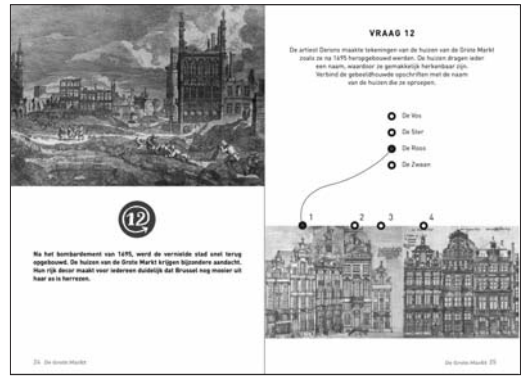 12
Na het bombardement van 1695, werd de vernielde stad snel terug
opgebouwd. De huizen van de Grote Markt krijgen bijzondere aandacht.
Hun rijk decor maakt voor iedereen duidelijk dat Brussel nog mooier uit
haar as is herrezen.
24 De Grote Markt
VRAAG 12
De artiest Derons maakte tekeningen van de huizen van de Grote Markt
zoals ze na 1695 heropgebouwd werden. De huizen dragen ieder
een naam, waardoor ze gemakkelijk herkenbaar zijn.
Verbind de gebeeldhouwde opschriften met de naam
van de huizen die ze oproepen.
De Vos
De Ster
De Roos
De Zwaan
1 2 3 4
De Grote Markt 25